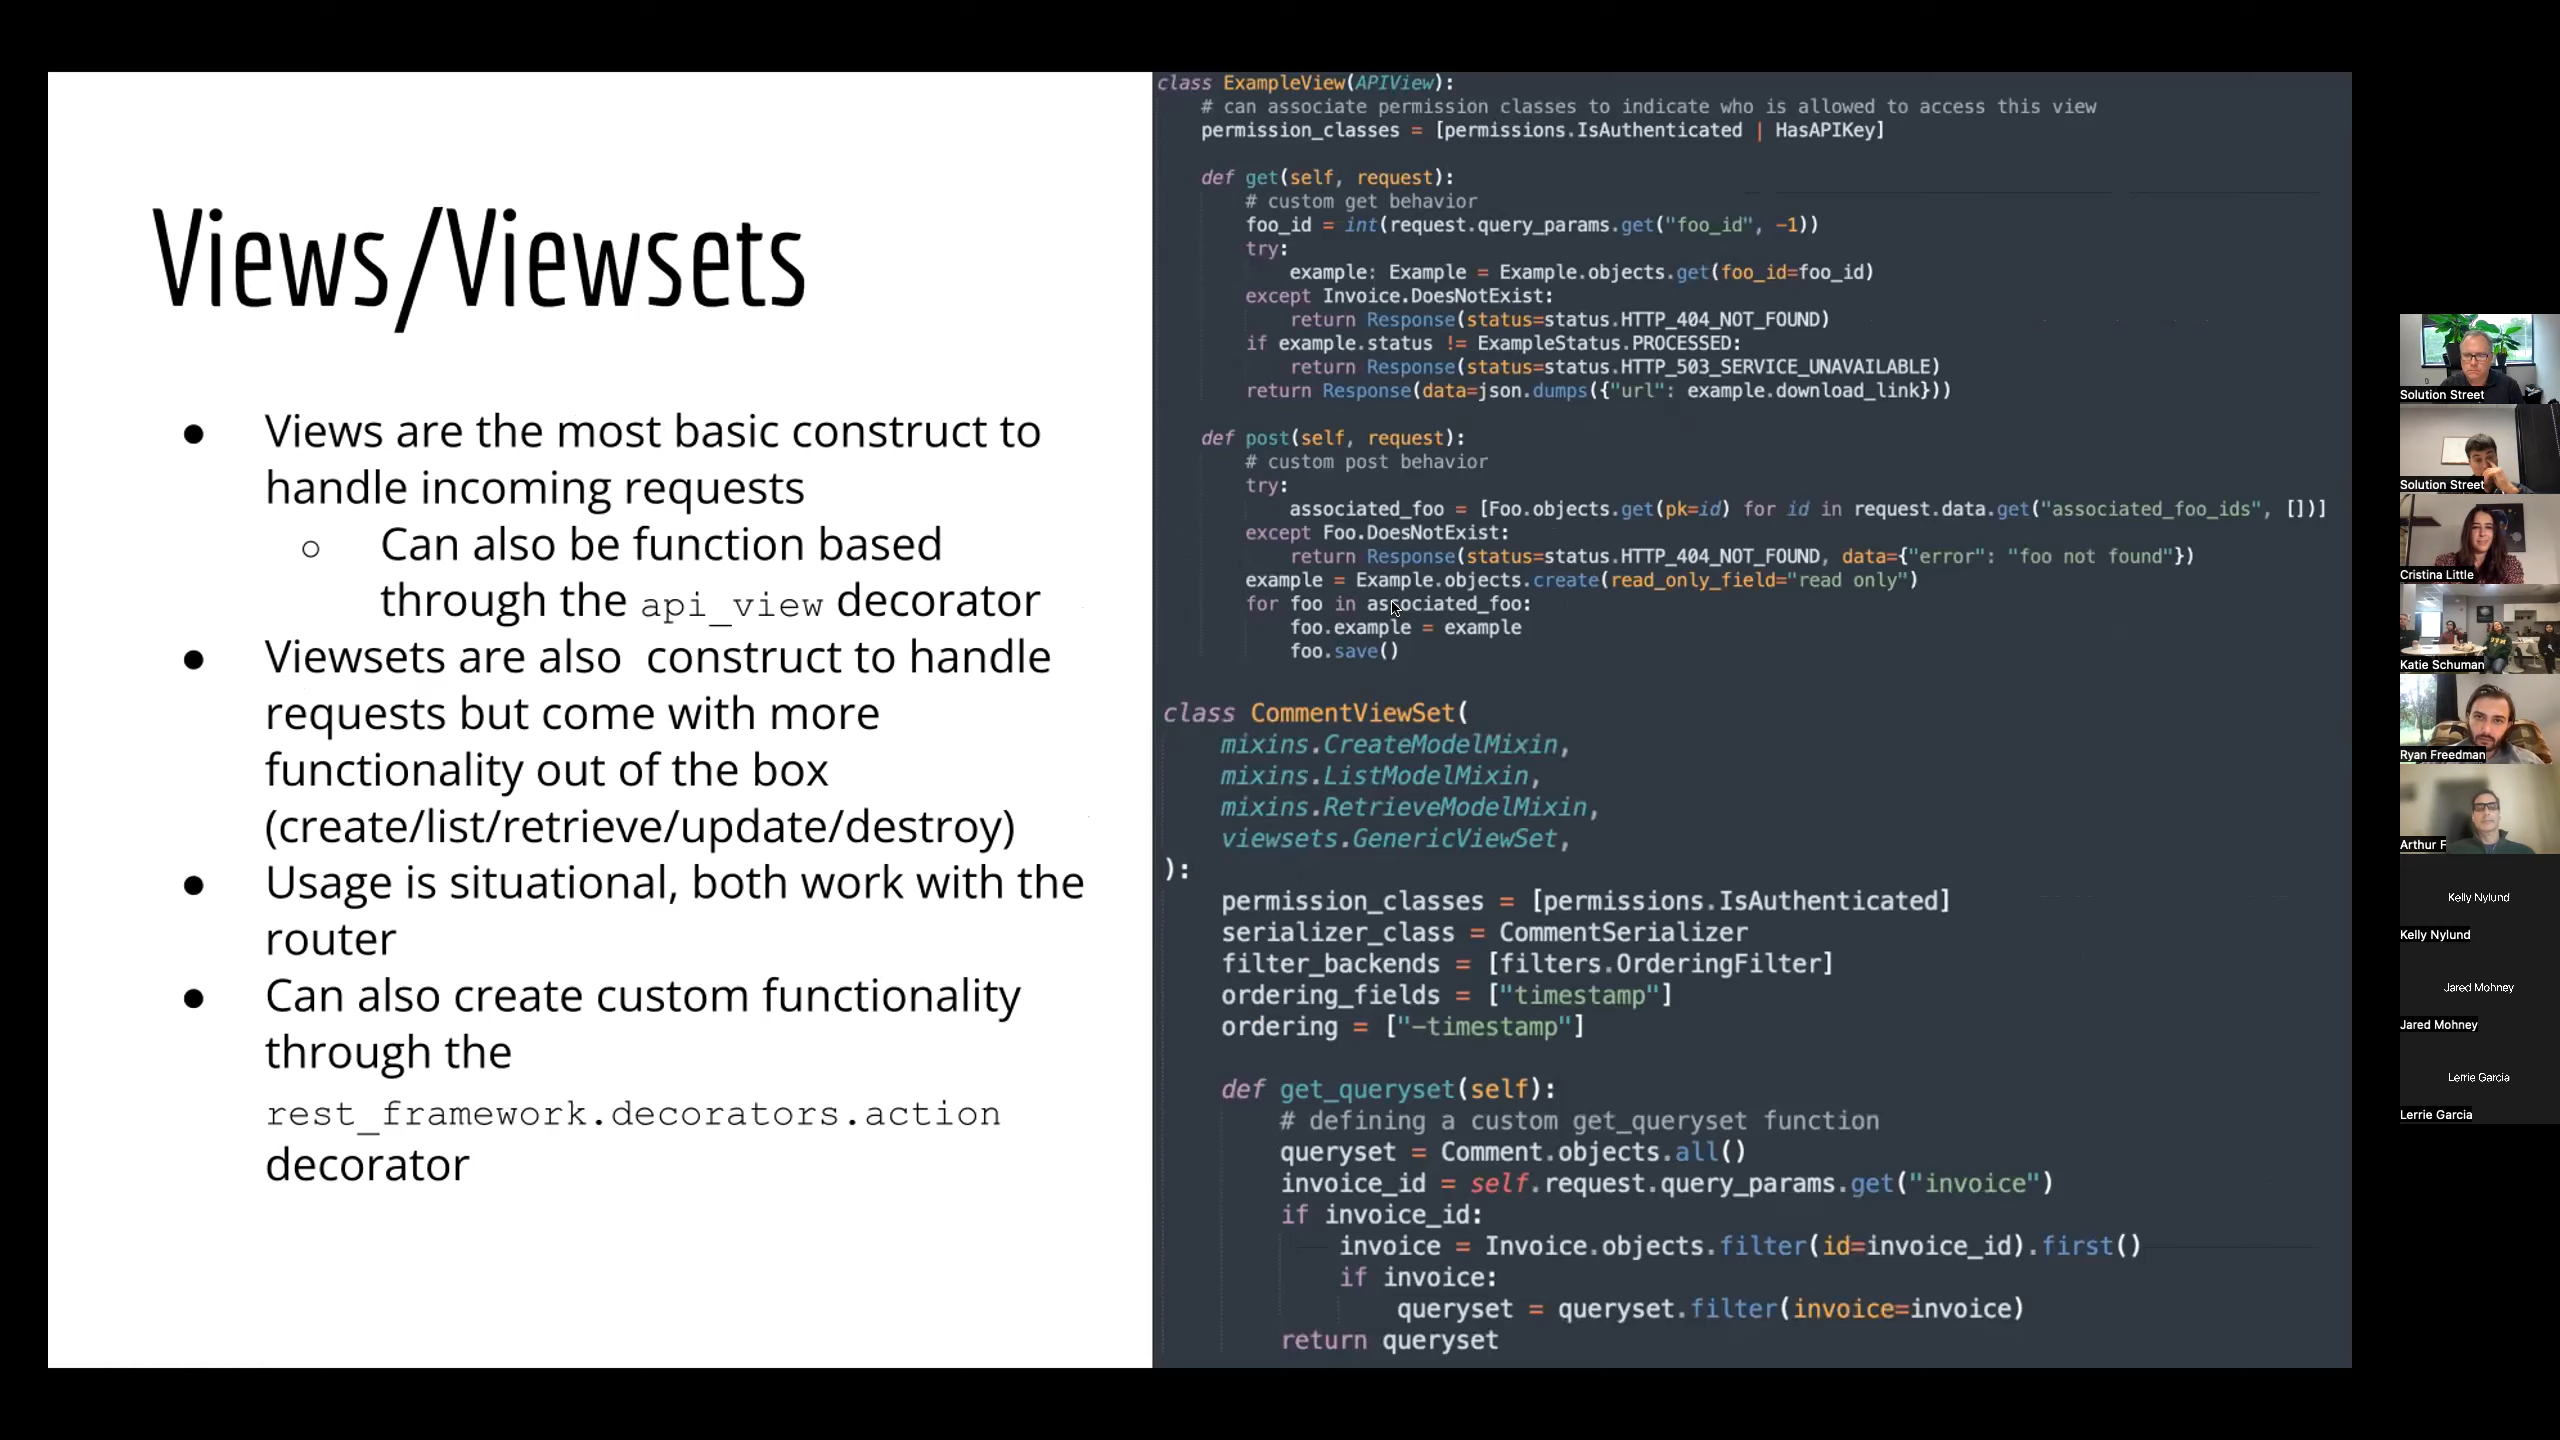 Views/Viewsets
● Views are the most basic construct to
handle incoming requests
○ Can also be function based
through the api_view decorator
● Viewsets are also  construct to handle
requests but come with more
functionality out of the box
(create/list/retrieve/update/destroy)
● Usage is situational, both work with the
router
● Can also create custom functionality
through the
rest_framework.decorators.action
decorator
class ExampleView(APIView):
    # can associate permission classes to indicate who is allowed to access this view
    permission_classes = [permissions.IsAuthenticated | HasAPIKey]
    def get(self, request):
        # custom get behavior
        foo_id = int(request.query_params.get("foo_id", -1))
        try:
            example: Example = Example.objects.get(foo_id=foo_id)
        except Invoice.DoesNotExist:
            return Response(status=status.HTTP_404_NOT_FOUND)
        if example.status != ExampleStatus.PROCESSED:
            return Response(status=status.HTTP_503_SERVICE_UNAVAILABLE)
        return Response(data=json.dumps({"url": example.download_link}))
    def post(self, request):
        # custom post behavior
        try:
            associated_foo = [Foo.objects.get(pk=id) for id in request.data.get("associated_foo_ids", [])]
        except Foo.DoesNotExist:
            return Response(status=status.HTTP_404_NOT_FOUND, data={"error": "foo not found"})
        example = Example.objects.create(read_only_field="read only")
        for foo in associated_foo:
            foo.example = example
            foo.save()
class CommentViewSet(
    mixins.CreateModelMixin,
    mixins.ListModelMixin,
    mixins.RetrieveModelMixin,
    viewsets.GenericViewSet,
):
    permission_classes = [permissions.IsAuthenticated]
    serializer_class = CommentSerializer
    filter_backends = [filters.OrderingFilter]
    ordering_fields = ["timestamp"]
    ordering = ["-timestamp"]
    def get_queryset(self):
        # defining a custom get_queryset function
        queryset = Comment.objects.all()
        invoice_id = self.request.query_params.get("invoice")
        if invoice_id:
            invoice = Invoice.objects.filter(id=invoice_id).first()
            if invoice:
                queryset = queryset.filter(invoice=invoice)
        return queryset
Solution Street
Solution Street
Cristina Little
Katie Schuman
Ryan Freedman
Arthur F
Kelly Nylund
Kelly Nylund
Jared Mohney
Jared Mohney
Lerrie Garcia
Lerrie Garcia